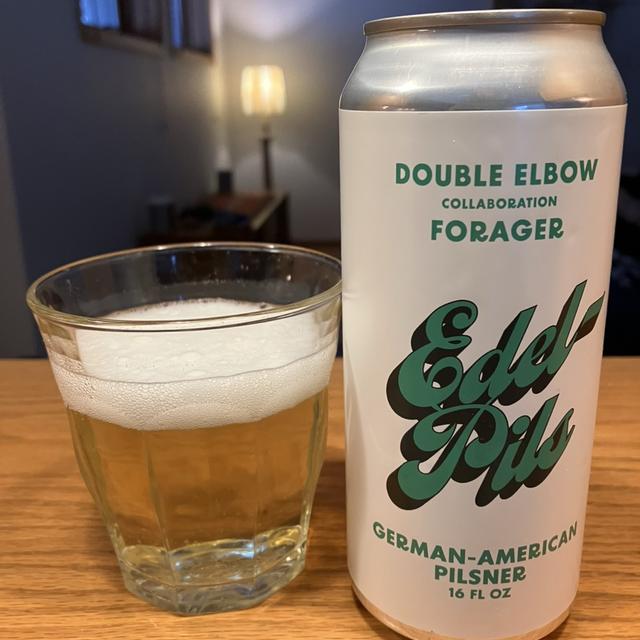 DOUBLE ELBOW
COLLABORATION
FORAGER
Edel-
Pils
GERMAN-AMERICAN
PILSNER
16 FL OZ